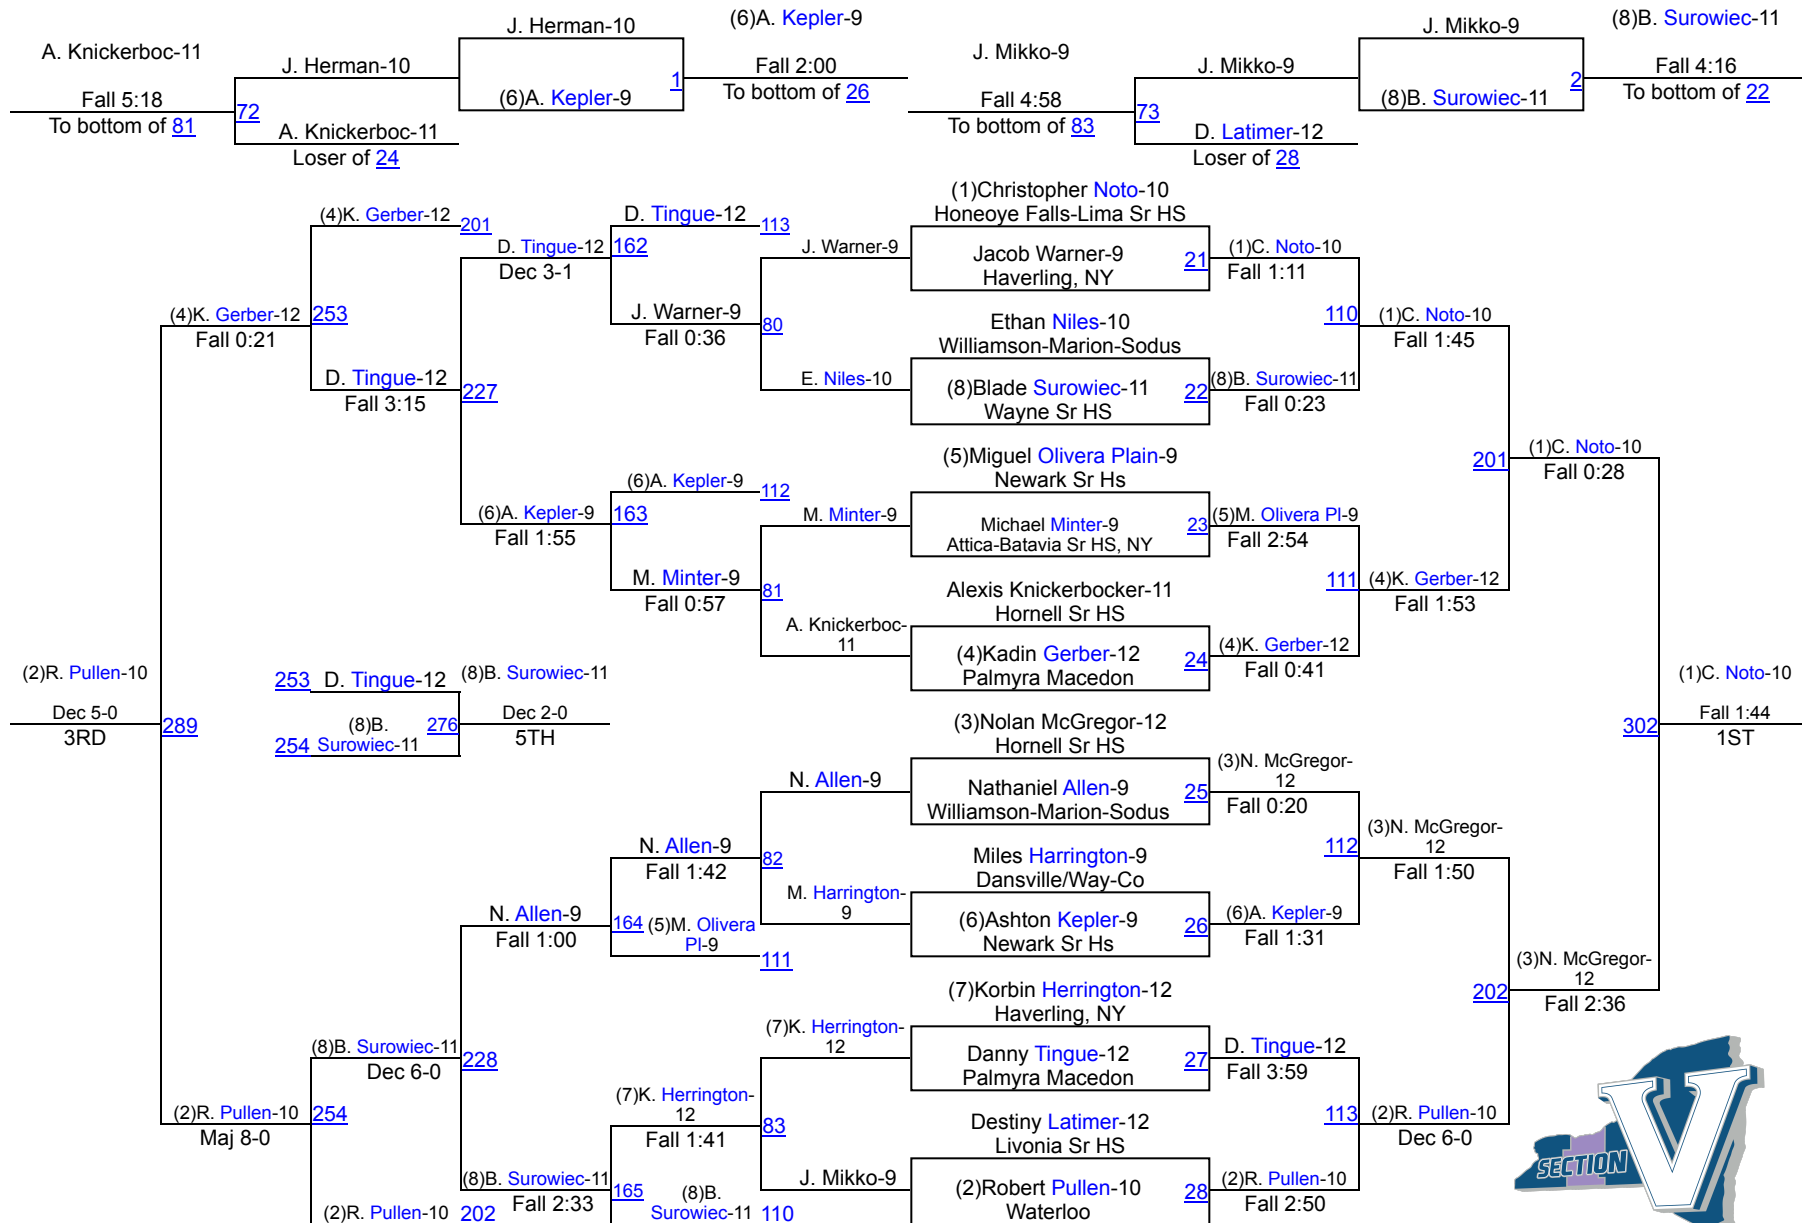 J. Herman-10
(6)A. Kepler-9
J. Mikko-9
(8)B. Surowiec-11
A. Knickerboc-11
J. Herman-10
Fall 2:00
J. Mikko-9
J. Mikko-9
Fall 4:16
1
2
Fall 5:18
(6)A. Kepler-9
To bottom of 26
Fall 4:58
(8)B. Surowiec-11
To bottom of 22
To bottom of 81
72
A. Knickerboc-11
To bottom of 83
73
D. Latimer-12
Loser of 24
Loser of 28
(1)Christopher Noto-10
Honeoye Falls-Lima Sr HS
(4)K. Gerber-12
201
D. Tingue-12
113
D. Tingue-12
162
J. Warner-9
Jacob Warner-9
Haverling, NY
21
(1)C. Noto-10
Fall 1:11
Dec 3-1
(4)K. Gerber-12
253
Fall 0:21
J. Warner-9
Fall 0:36
80
Ethan Niles-10
Williamson-Marion-Sodus
110
(1)C. Noto-10
Fall 1:45
D. Tingue-12
Fall 3:15
227
E. Niles-10
(8)Blade Surowiec-11
Wayne Sr HS
22
(8)B. Surowiec-11
Fall 0:23
(5)Miguel Olivera Plain-9
Newark Sr Hs
201
(1)C. Noto-10
Fall 0:28
(6)A. Kepler-9
112
(6)A. Kepler-9
163
Fall 1:55
M. Minter-9
Michael Minter-9
Attica-Batavia Sr HS, NY
23
(5)M. Olivera Pl-9
Fall 2:54
M. Minter-9
Fall 0:57
81
Alexis Knickerbocker-11
Hornell Sr HS
111
(4)K. Gerber-12
Fall 1:53
A. Knickerboc-
11
(4)Kadin Gerber-12
Palmyra Macedon
24
(4)K. Gerber-12
Fall 0:41
(2)R. Pullen-10
Dec 5-0
3RD
289
253
D. Tingue-12
(8)B. Surowiec-11
(8)B.
254
Surowiec-11
276
Dec 2-0
5TH
(1)C. Noto-10
302
Fall 1:44
1ST
(3)Nolan McGregor-12
Hornell Sr HS
N. Allen-9
Nathaniel Allen-9
Williamson-Marion-Sodus
25
(3)N. McGregor-
12
Fall 0:20
N. Allen-9
Fall 1:42
82
Miles Harrington-9
Dansville/Way-Co
112
(3)N. McGregor-
12
Fall 1:50
M. Harrington-
9
(6)Ashton Kepler-9
Newark Sr Hs
26
(6)A. Kepler-9
Fall 1:31
N. Allen-9
Fall 1:00
164
(5)M. Olivera
Pl-9
111
(7)Korbin Herrington-12
Haverling, NY
202
(3)N. McGregor-
12
Fall 2:36
(7)K. Herrington-
12
Danny Tingue-12
Palmyra Macedon
27
D. Tingue-12
Fall 3:59
(8)B. Surowiec-11
Dec 6-0
228
(7)K. Herrington-
12
Fall 1:41
83
Destiny Latimer-12
Livonia Sr HS
113
(2)R. Pullen-10
Dec 6-0
(2)R. Pullen-10
Maj 8-0
254
(8)B. Surowiec-11
Fall 2:33
165
J. Mikko-9
(2)Robert Pullen-10
Waterloo
28
(2)R. Pullen-10
Fall 2:50
(2)R. Pullen-10
202
(8)B.
Surowiec-11
110
SECTION V